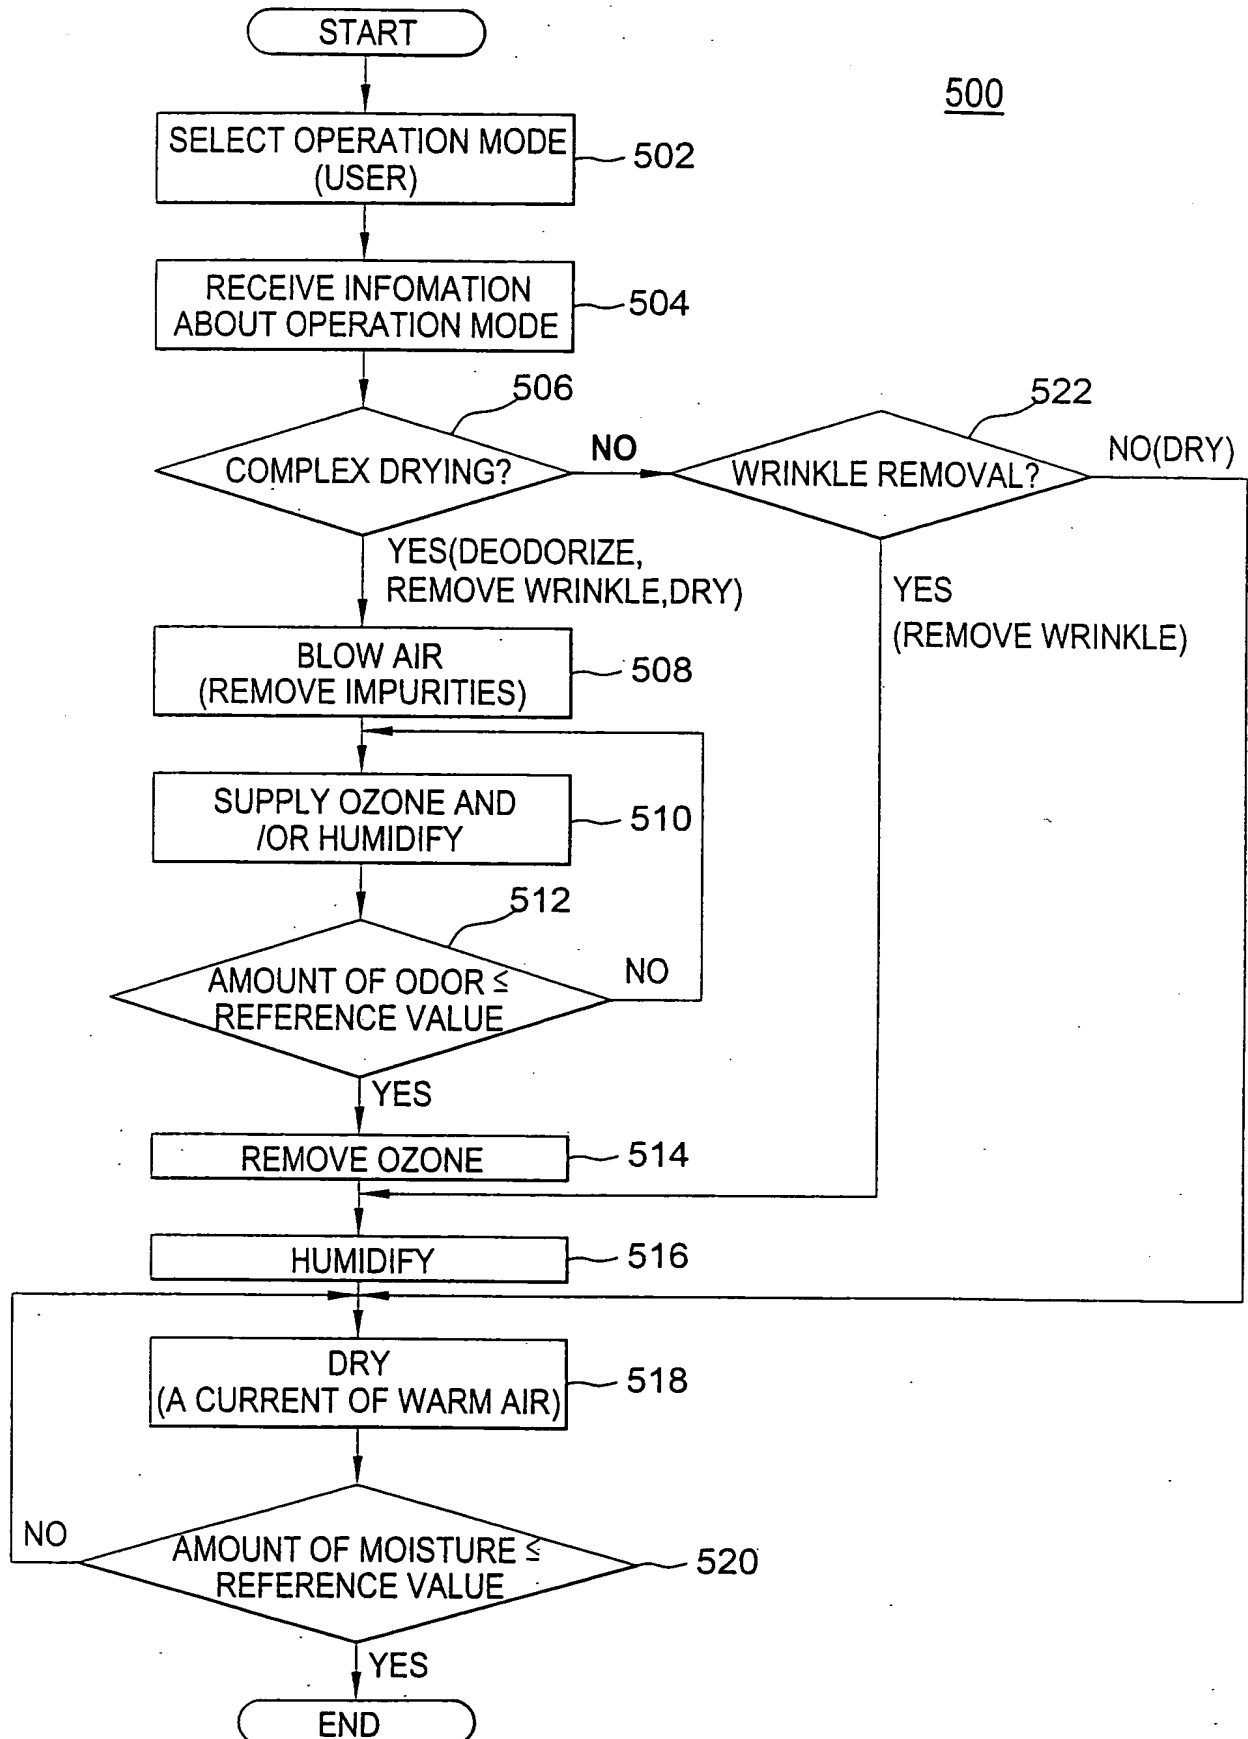 START
500
SELECT OPERATION MODE
(USER)
502
RECEIVE INFOMATION
ABOUT OPERATION MODE
504
506
522
COMPLEX DRYING?
NO
WRINKLE REMOVAL?
NO(DRY)
YES(DEODORIZE,
REMOVE WRINKLE,DRY)
YES
(REMOVE WRINKLE)
BLOW AIR
(REMOVE IMPURITIES)
508
SUPPLY OZONE AND
/OR HUMIDIFY
510
512
AMOUNT OF ODOR ≦
REFERENCE VALUE
NO
YES
REMOVE OZONE
514
HUMIDIFY
516
DRY
(A CURRENT OF WARM AIR)
518
NO
AMOUNT OF MOISTURE ≦
REFERENCE VALUE
520
YES
END